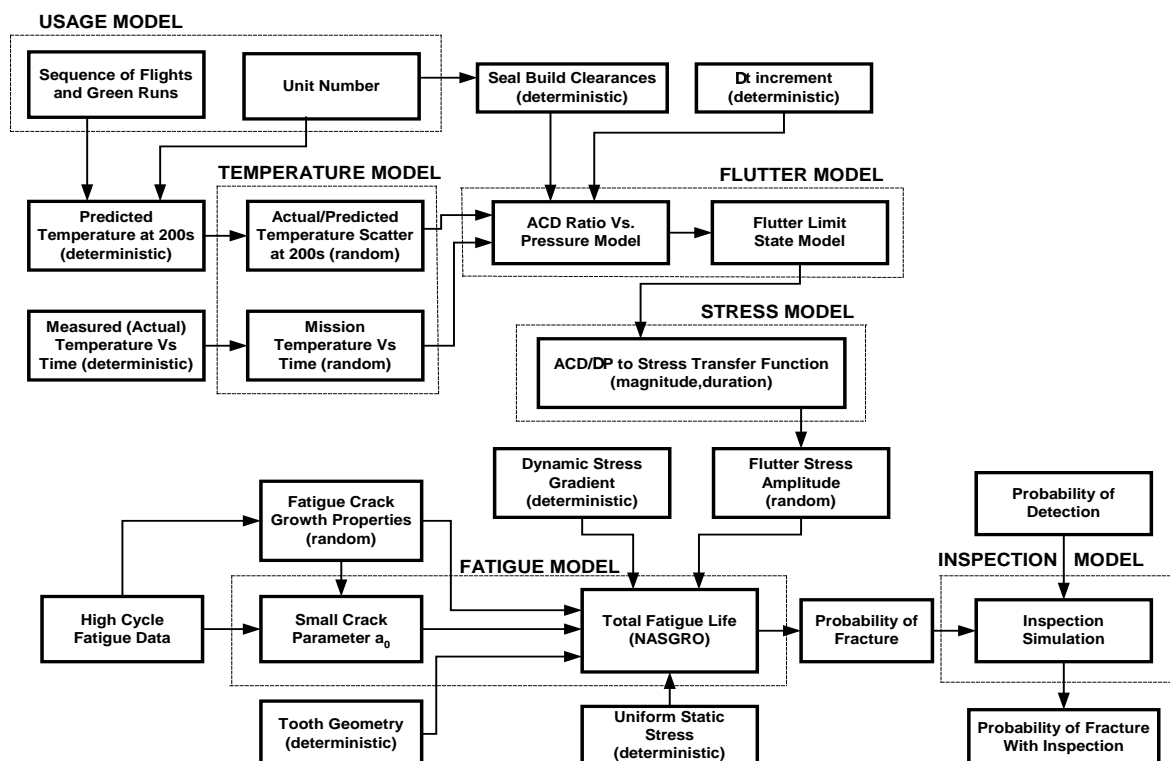 USAGE MODEL
Sequence of Flights
and Green Runs
Unit Number
Seal Build Clearances
(deterministic)
Dt increment
(deterministic)
TEMPERATURE MODEL
FLUTTER MODEL
Predicted
Temperature at 200s
(deterministic)
Actual/Predicted
Temperature Scatter
at 200s (random)
ACD Ratio Vs.
Pressure Model
Flutter Limit
State Model
STRESS MODEL
Measured (Actual)
Temperature Vs
Time (deterministic)
Mission
Temperature Vs
Time (random)
ACD/DP to Stress Transfer Function
(magnitude,duration)
Dynamic Stress
Gradient
(deterministic)
Flutter Stress
Amplitude
(random)
Probability of
Detection
Fatigue Crack
Growth Properties
(random)
FATIGUE MODEL
INSPECTION MODEL
High Cycle
Fatigue Data
Small Crack
Parameter a0
Total Fatigue Life
(NASGRO)
Probability of
Fracture
Inspection
Simulation
Tooth Geometry
(deterministic)
Uniform Static
Stress
(deterministic)
Probability of Fracture
With Inspection